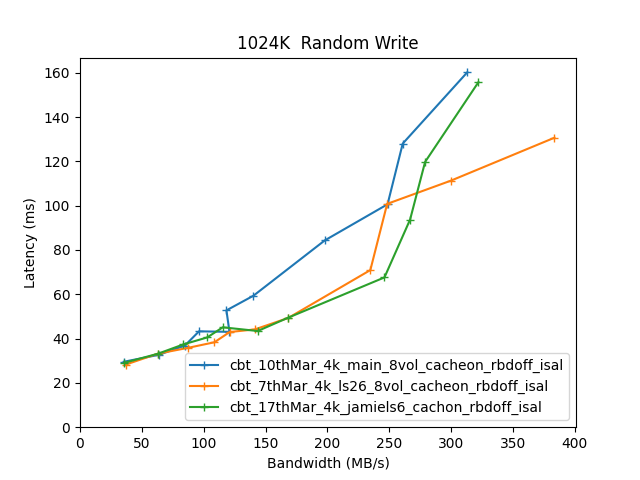 1024K  Random Write
160
140
120
100
80
60
40
20
0
Latency (ms)
cbt_10thMar_4k_main_8vol_cacheon_rbdoff_isal
cbt_7thMar_4k_ls26_8vol_cacheon_rbdoff_isal
cbt_17thMar_4k_jamiels6_cachon_rbdoff_isal
0 50 100 150 200 250 300 350 400
Bandwidth (MB/s)